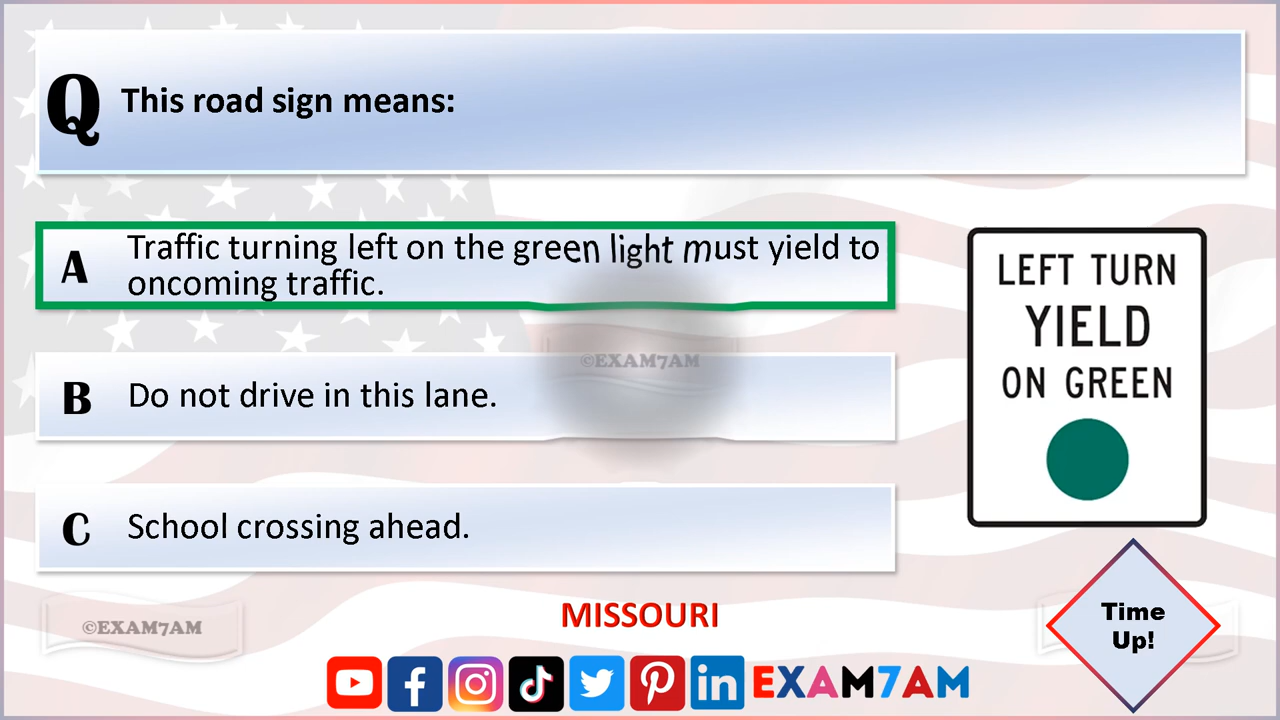 Q This road sign means:
A Traffic turning left on the green light must yield to
oncoming traffic.
LEFT TURN
YIELD
ON GREEN
©EXAM7AM
B Do not drive in this lane.
C School crossing ahead.
MISSOURI
©EXAM7AM
Time
Up!
EXAM7AM